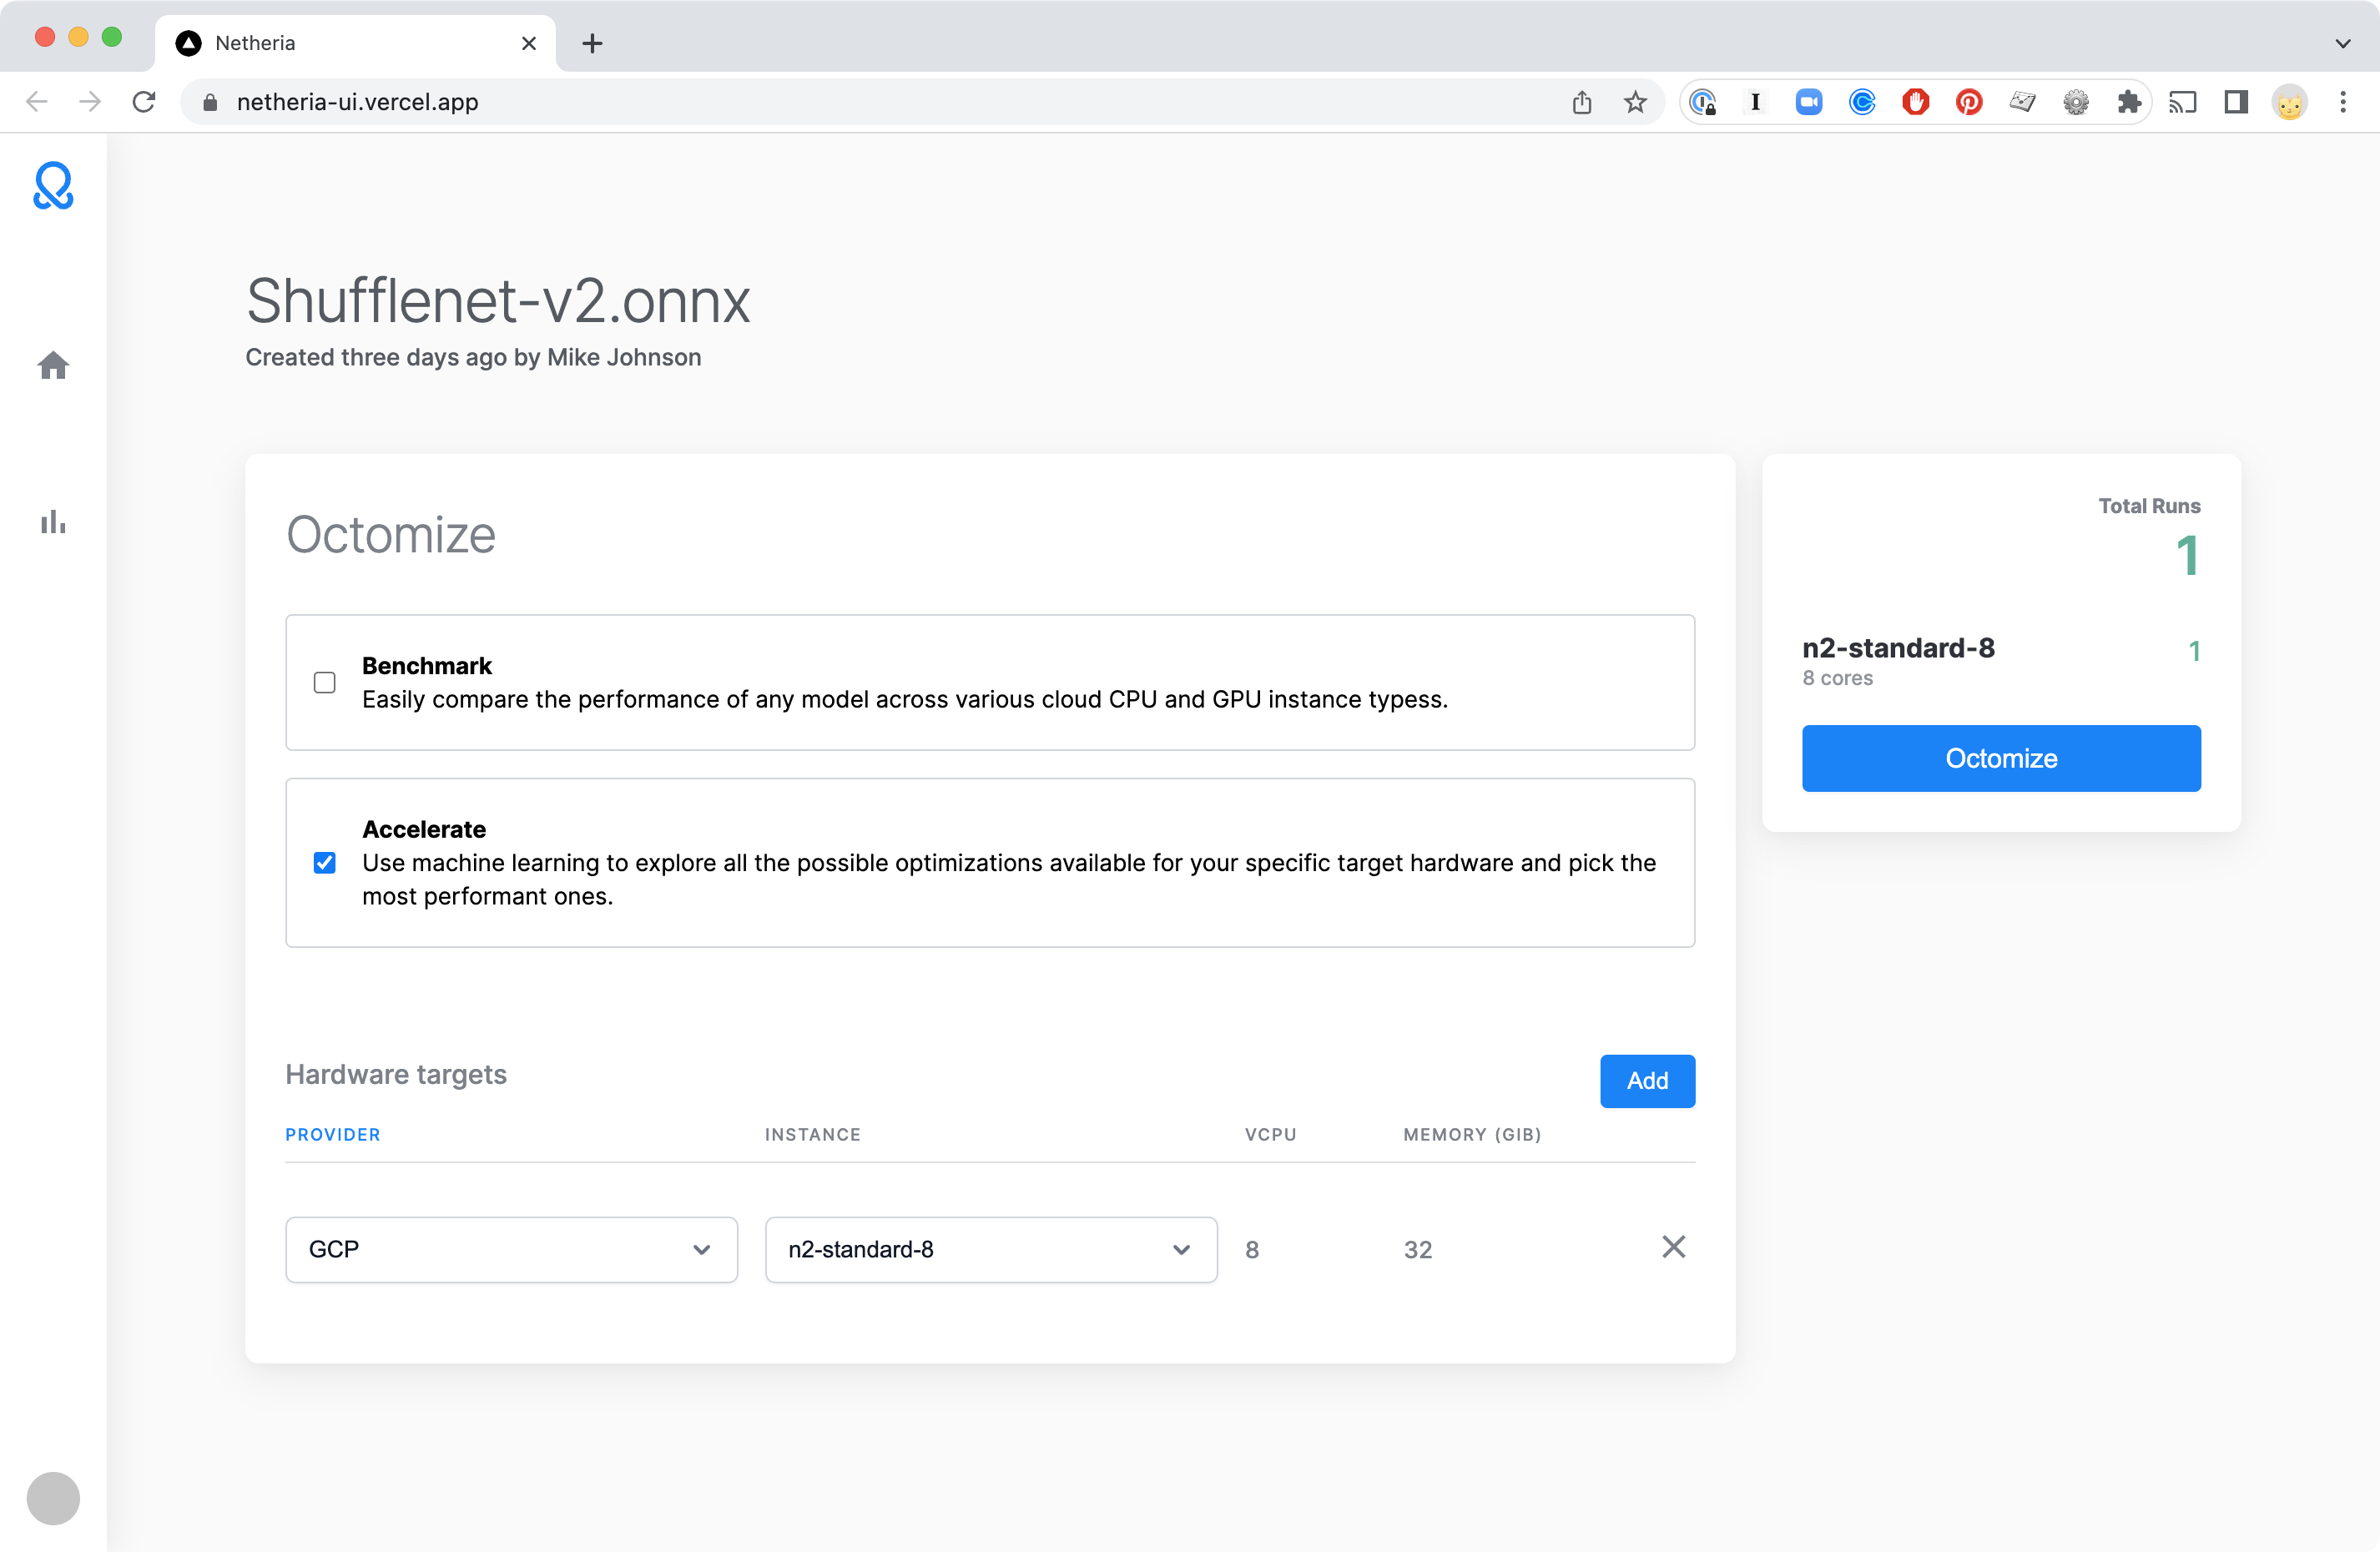 Netheria
netheria-ui.vercel.app
Shufflenet-v2.onnx
Created three days ago by Mike Johnson
Octomize
Benchmark
Easily compare the performance of any model across various cloud CPU and GPU instance typess.
Accelerate
Use machine learning to explore all the possible optimizations available for your specific target hardware and pick the
most performant ones.
Hardware targets
Add
PROVIDER INSTANCE VCPU MEMORY (GIB)
GCP n2-standard-8 8 32
Total Runs
1
n2-standard-8 1
8 cores
Octomize